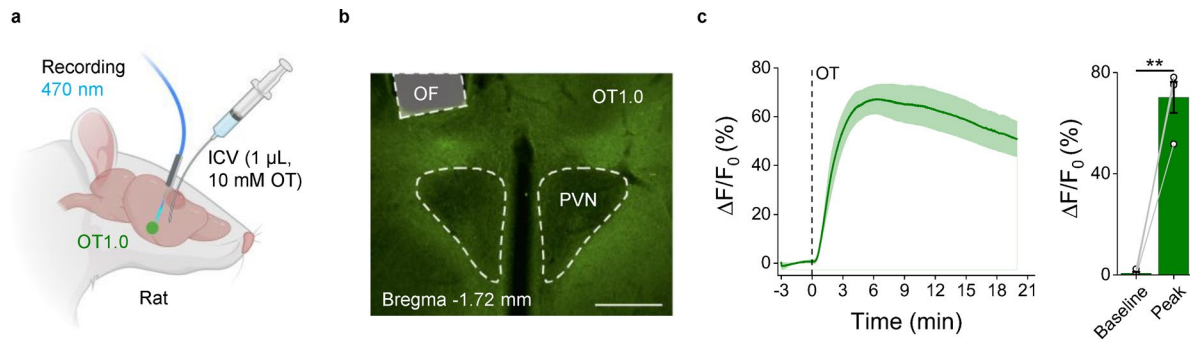 a
Recording
470 nm
ICV (1 μL,
10 mM OT)
OT1.0
Rat
b
OF
OT1.0
PVN
Bregma -1.72 mm
c
OT
80
60
40
20
0
ΔF/F0 (%)
-3 0 3 6 9 12 15 18 21
Time (min)
**
80
40
0
ΔF/F0 (%)
Baseline
Peak